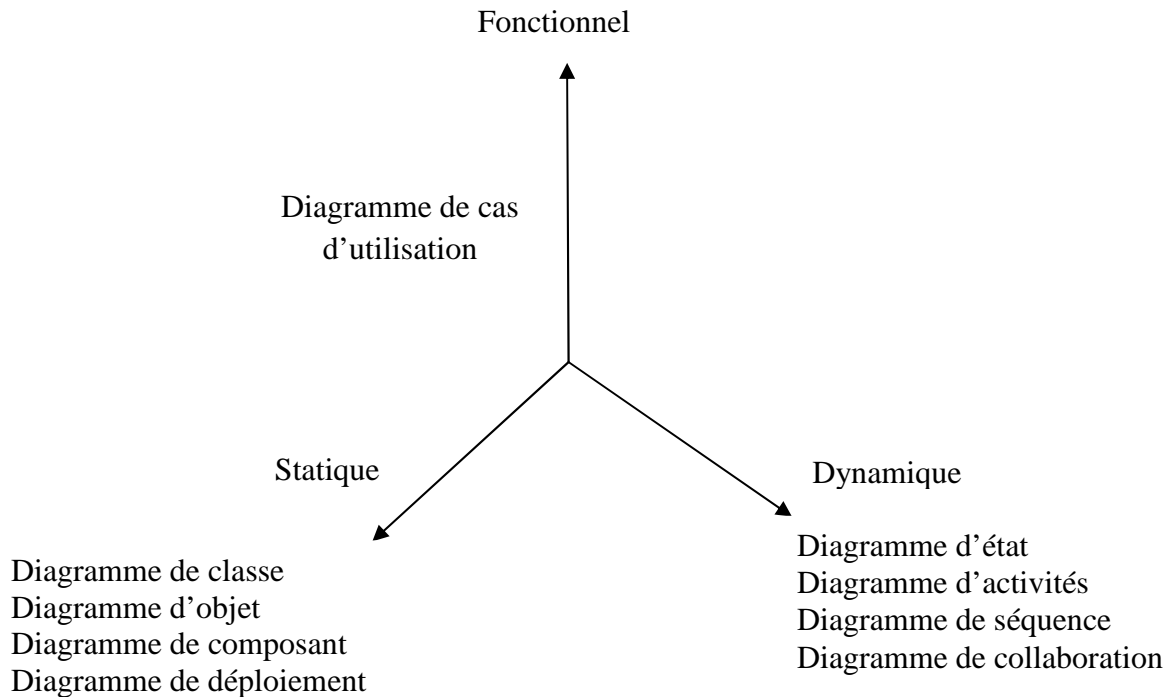 Fonctionnel
Diagramme de cas
d’utilisation
Statique
Dynamique
Diagramme de classe
Diagramme d’objet
Diagramme de composant
Diagramme de déploiement
Diagramme d’état
Diagramme d’activités
Diagramme de séquence
Diagramme de collaboration